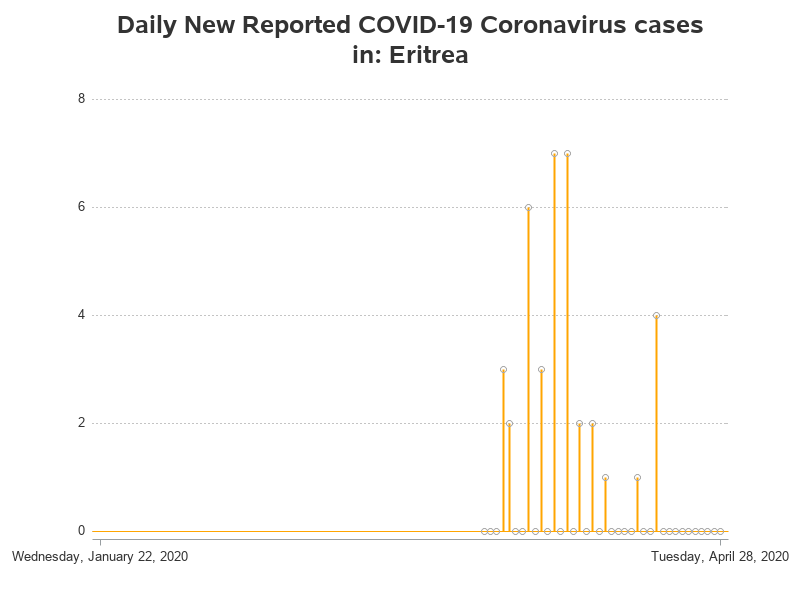 Daily New Reported COVID-19 Coronavirus cases
in: Eritrea
8
6
4
2
0
Wednesday, January 22, 2020 Tuesday, April 28, 2020